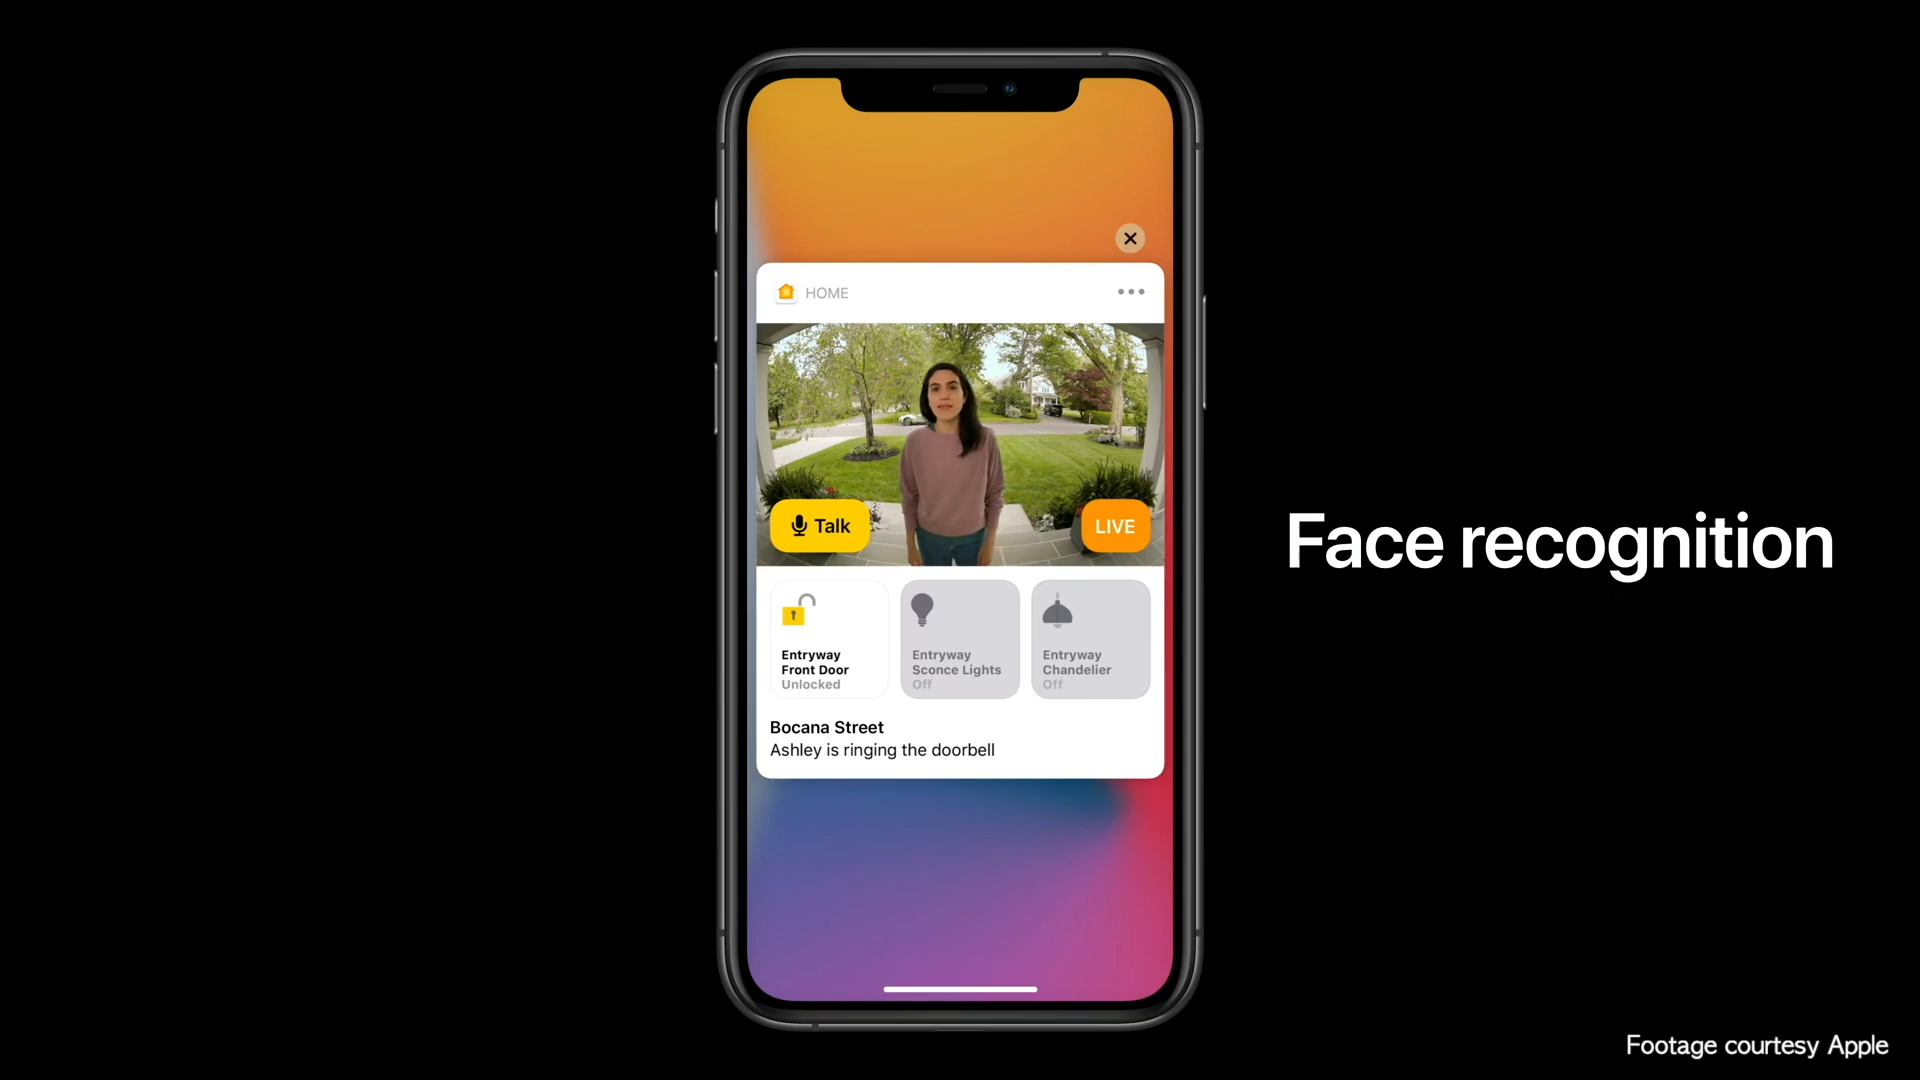 HOME
Talk
LIVE
Entryway
Front Door
Unlocked
Entryway
Sconce Lights
Off
Entryway
Chandelier
Off
Bocana Street
Ashley is ringing the doorbell
Face recognition
Footage courtesy Apple